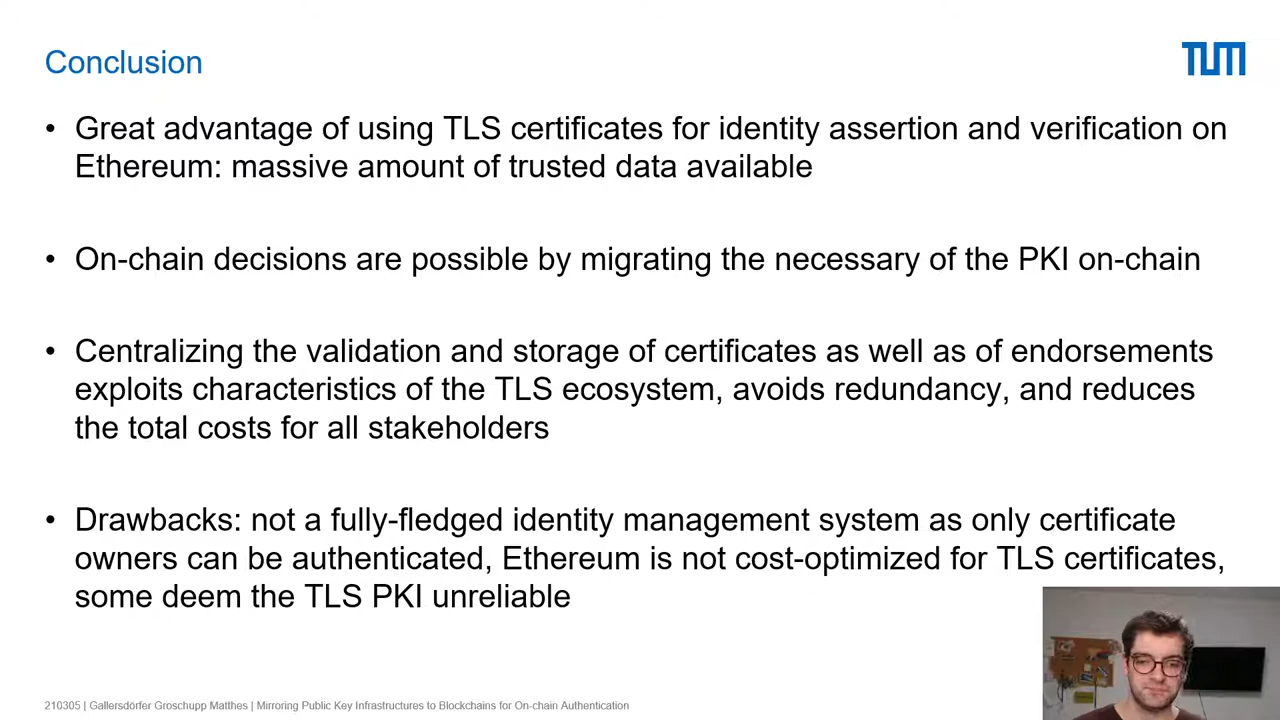 Conclusion
TUM
• Great advantage of using TLS certificates for identity assertion and verification on
Ethereum: massive amount of trusted data available
• On-chain decisions are possible by migrating the necessary of the PKI on-chain
• Centralizing the validation and storage of certificates as well as of endorsements
exploits characteristics of the TLS ecosystem, avoids redundancy, and reduces
the total costs for all stakeholders
• Drawbacks: not a fully-fledged identity management system as only certificate
owners can be authenticated, Ethereum is not cost-optimized for TLS certificates,
some deem the TLS PKI unreliable
210305 | Gallersdörfer Groschupp Matthes | Mirroring Public Key Infrastructures to Blockchains for On-chain Authentication